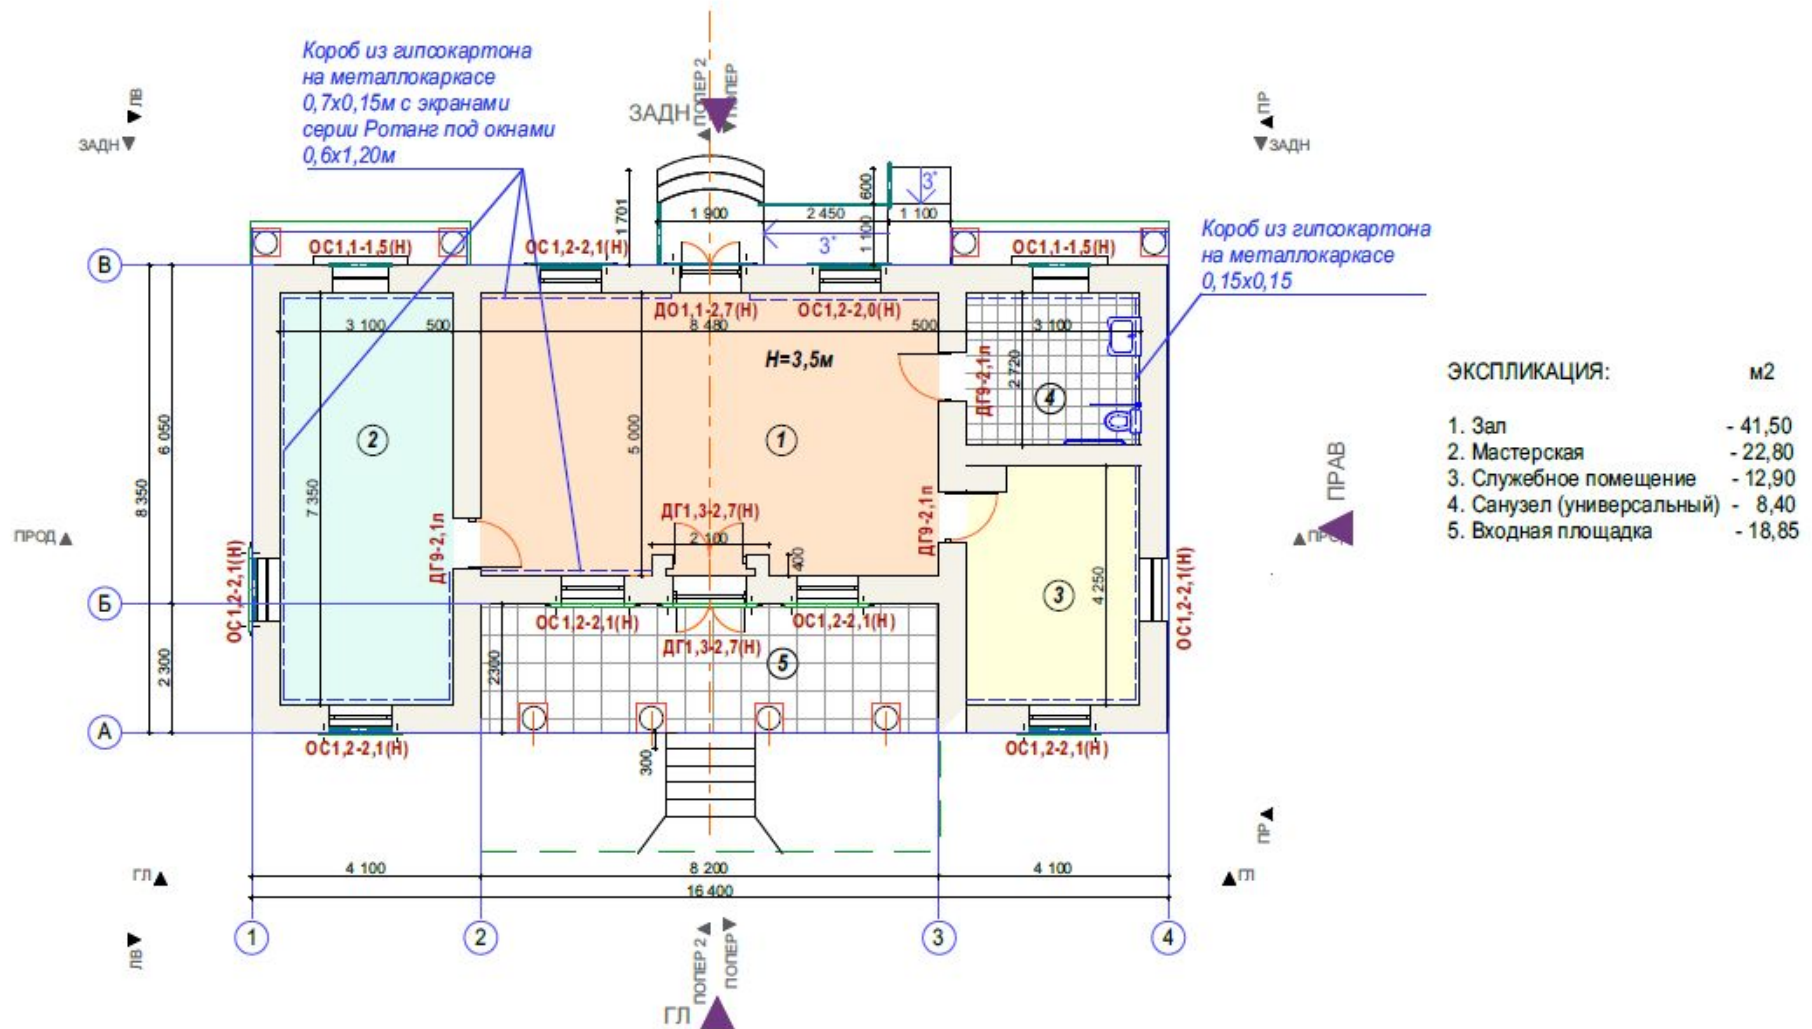 Короб из гипсокартона
на металлокаркасе
0,7х0,15м с экранами
серии Ротанг под окнами
0,6х1,20м
ПОПЕР 2
ПОПЕР
ЗАДН
ЛВ
ЗАДН
ПР
ЗАДН
Короб из гипсокартона
на металлокаркасе
0,15х0,15
1 701
600
3°
1 900
2 450
1 100
1 100
3°
ОС1,1-1,5(Н)
ОС1,2-2,1(Н)
ОС1,1-1,5(Н)
В
ДО1,1-2,7(Н)
ОС1,2-2,0(Н)
3 100
500
8 480
500
3 100
Н=3,5м
2 720
ДГ9-2,1п
4
ЭКСПЛИКАЦИЯ: м2
1. Зал - 41,50
2. Мастерская - 22,80
3. Служебное помещение - 12,90
4. Санузел (универсальный) - 8,40
5. Входная площадка - 18,85
2
1
6 050
8 350
7 350
5 000
ПРАВ
ПРОД
ДГ1,3-2,7(Н)
2 100
400
ДГ9-2,1л
ДГ9-2,1п
ОС1,2-2,1(Н)
4 250
3
ОС1,2-2,1(Н)
Б
ОС1,2-2,1(Н)
ОС1,2-2,1(Н)
ДГ1,3-2,7(Н)
5
2 300
2300
А
ОС1,2-2,1(Н)
300
ОС1,2-2,1(Н)
ПР
ГЛ
4 100
8 200
4 100
ГЛ
16 400
1
2
3
4
ЛВ
ПОПЕР 2
ПОПЕР
ГЛ